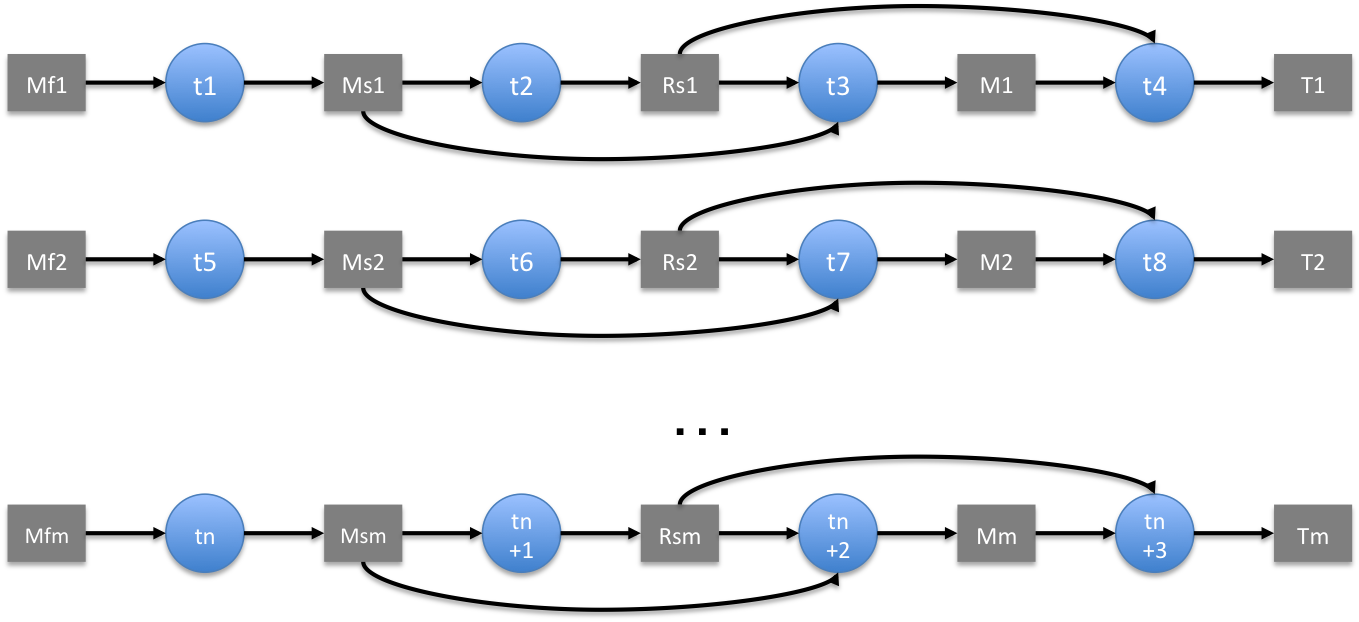 Mf1 t1 Ms1 t2 Rs1 t3 M1 t4 T1
Mf2 t5 Ms2 t6 Rs2 t7 M2 t8 T2
...
Mfm tn Msm tn +1 Rsm tn +2 Mm tn +3 Tm